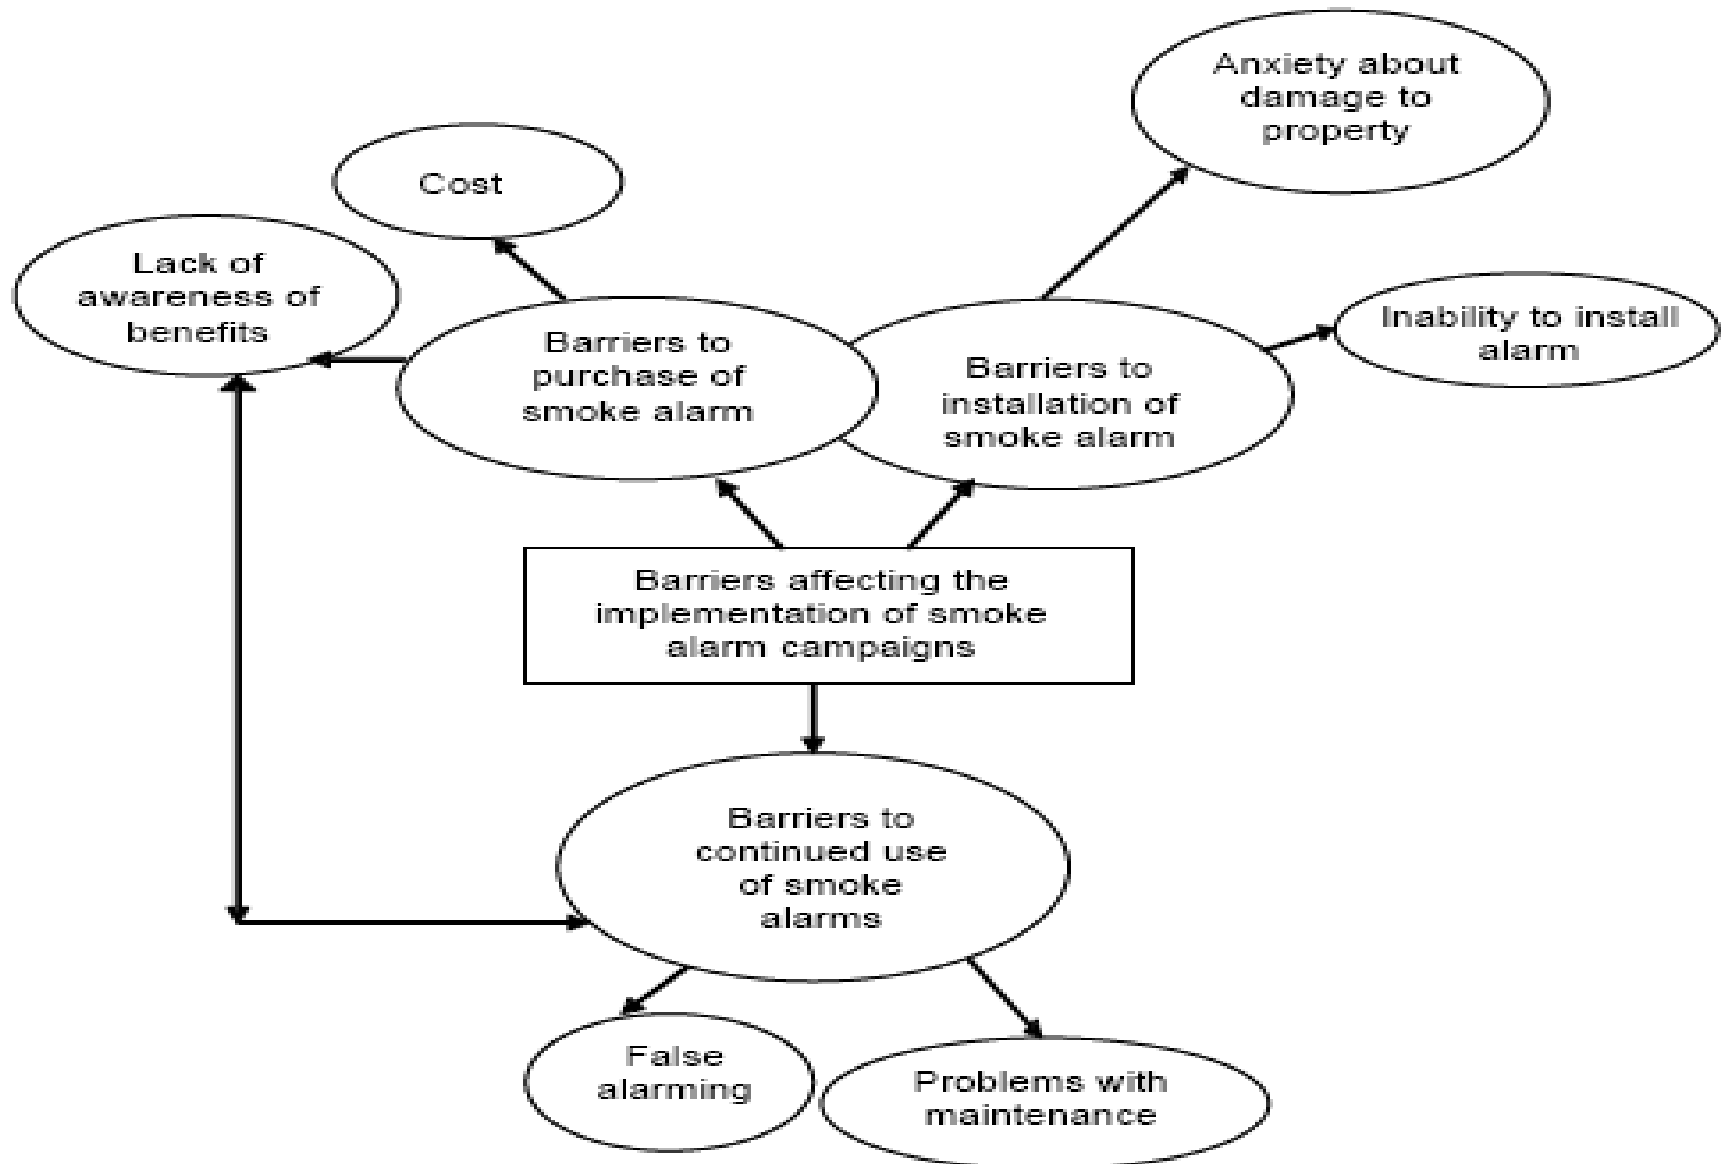 Anxiety about
damage to
property
Cost
Lack of
awareness of
benefits
Inability to install
alarm
Barriers to
purchase of
smoke alarm
Barriers to
installation of
smoke alarm
Barriers affecting the
implementation of smoke
alarm campaigns
Barriers to
continued use
of smoke
alarms
False
alarming
Problems with
maintenance